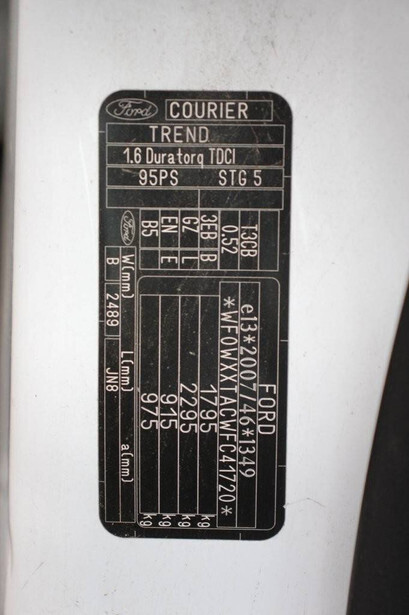 Ford COURIER
TREND
1.6 Duratorq TDCI
95PS STG 5
T3CB
0.52
3EB B
GZ L
EN E
B5
Ford
FORD
e13*2007/46*1349
*WF0WXXTACWFC41720*
1795 kg
2295 kg
915 kg
975 kg
W(mm) L(mm) a(mm)
B 2489 JN8